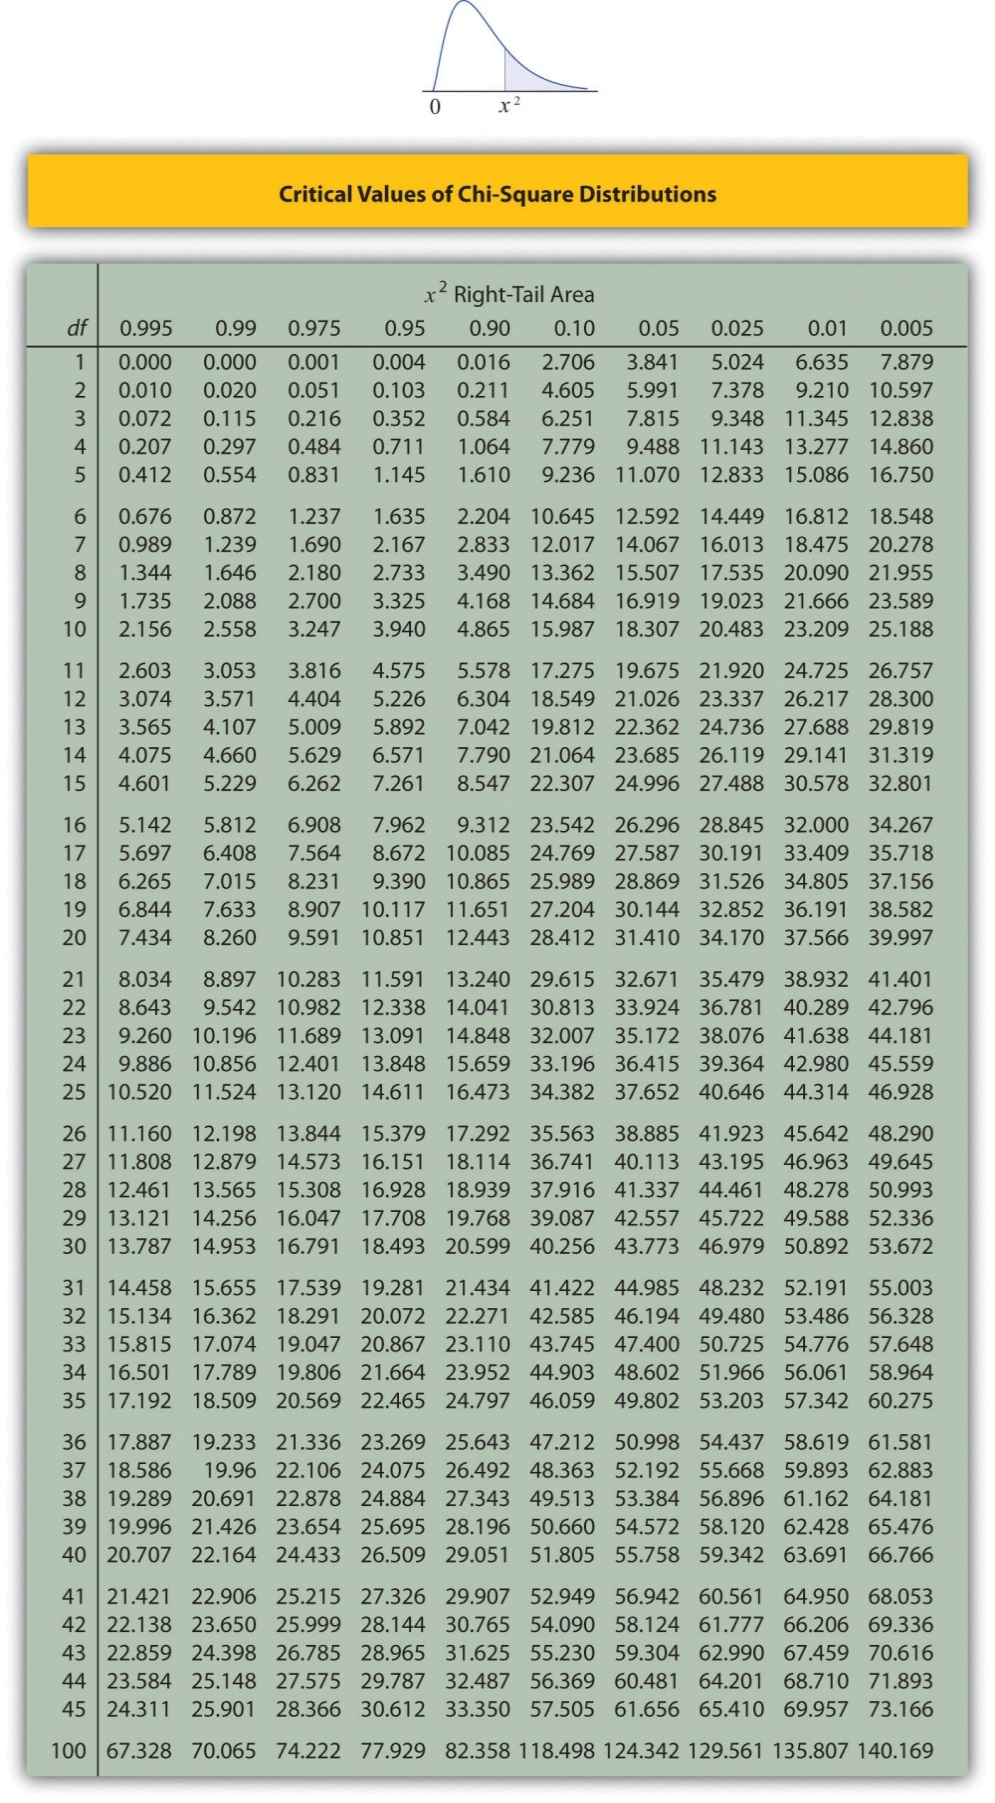 0 x²
Critical Values of Chi-Square Distributions
x² Right-Tail Area
df 0.995 0.99 0.975 0.95 0.90 0.10 0.05 0.025 0.01 0.005
1 0.000 0.000 0.001 0.004 0.016 2.706 3.841 5.024 6.635 7.879
2 0.010 0.020 0.051 0.103 0.211 4.605 5.991 7.378 9.210 10.597
3 0.072 0.115 0.216 0.352 0.584 6.251 7.815 9.348 11.345 12.838
4 0.207 0.297 0.484 0.711 1.064 7.779 9.488 11.143 13.277 14.860
5 0.412 0.554 0.831 1.145 1.610 9.236 11.070 12.833 15.086 16.750
6 0.676 0.872 1.237 1.635 2.204 10.645 12.592 14.449 16.812 18.548
7 0.989 1.239 1.690 2.167 2.833 12.017 14.067 16.013 18.475 20.278
8 1.344 1.646 2.180 2.733 3.490 13.362 15.507 17.535 20.090 21.955
9 1.735 2.088 2.700 3.325 4.168 14.684 16.919 19.023 21.666 23.589
10 2.156 2.558 3.247 3.940 4.865 15.987 18.307 20.483 23.209 25.188
11 2.603 3.053 3.816 4.575 5.578 17.275 19.675 21.920 24.725 26.757
12 3.074 3.571 4.404 5.226 6.304 18.549 21.026 23.337 26.217 28.300
13 3.565 4.107 5.009 5.892 7.042 19.812 22.362 24.736 27.688 29.819
14 4.075 4.660 5.629 6.571 7.790 21.064 23.685 26.119 29.141 31.319
15 4.601 5.229 6.262 7.261 8.547 22.307 24.996 27.488 30.578 32.801
16 5.142 5.812 6.908 7.962 9.312 23.542 26.296 28.845 32.000 34.267
17 5.697 6.408 7.564 8.672 10.085 24.769 27.587 30.191 33.409 35.718
18 6.265 7.015 8.231 9.390 10.865 25.989 28.869 31.526 34.805 37.156
19 6.844 7.633 8.907 10.117 11.651 27.204 30.144 32.852 36.191 38.582
20 7.434 8.260 9.591 10.851 12.443 28.412 31.410 34.170 37.566 39.997
21 8.034 8.897 10.283 11.591 13.240 29.615 32.671 35.479 38.932 41.401
22 8.643 9.542 10.982 12.338 14.041 30.813 33.924 36.781 40.289 42.796
23 9.260 10.196 11.689 13.091 14.848 32.007 35.172 38.076 41.638 44.181
24 9.886 10.856 12.401 13.848 15.659 33.196 36.415 39.364 42.980 45.559
25 10.520 11.524 13.120 14.611 16.473 34.382 37.652 40.646 44.314 46.928
26 11.160 12.198 13.844 15.379 17.292 35.563 38.885 41.923 45.642 48.290
27 11.808 12.879 14.573 16.151 18.114 36.741 40.113 43.195 46.963 49.645
28 12.461 13.565 15.308 16.928 18.939 37.916 41.337 44.461 48.278 50.993
29 13.121 14.256 16.047 17.708 19.768 39.087 42.557 45.722 49.588 52.336
30 13.787 14.953 16.791 18.493 20.599 40.256 43.773 46.979 50.892 53.672
31 14.458 15.655 17.539 19.281 21.434 41.422 44.985 48.232 52.191 55.003
32 15.134 16.362 18.291 20.072 22.271 42.585 46.194 49.480 53.486 56.328
33 15.815 17.074 19.047 20.867 23.110 43.745 47.400 50.725 54.776 57.648
34 16.501 17.789 19.806 21.664 23.952 44.903 48.602 51.966 56.061 58.964
35 17.192 18.509 20.569 22.465 24.797 46.059 49.802 53.203 57.342 60.275
36 17.887 19.233 21.336 23.269 25.643 47.212 50.998 54.437 58.619 61.581
37 18.586 19.96 22.106 24.075 26.492 48.363 52.192 55.668 59.893 62.883
38 19.289 20.691 22.878 24.884 27.343 49.513 53.384 56.896 61.162 64.181
39 19.996 21.426 23.654 25.695 28.196 50.660 54.572 58.120 62.428 65.476
40 20.707 22.164 24.433 26.509 29.051 51.805 55.758 59.342 63.691 66.766
41 21.421 22.906 25.215 27.326 29.907 52.949 56.942 60.561 64.950 68.053
42 22.138 23.650 25.999 28.144 30.765 54.090 58.124 61.777 66.206 69.336
43 22.859 24.398 26.785 28.965 31.625 55.230 59.304 62.990 67.459 70.616
44 23.584 25.148 27.575 29.787 32.487 56.369 60.481 64.201 68.710 71.893
45 24.311 25.901 28.366 30.612 33.350 57.505 61.656 65.410 69.957 73.166
100 67.328 70.065 74.222 77.929 82.358 118.498 124.342 129.561 135.807 140.169